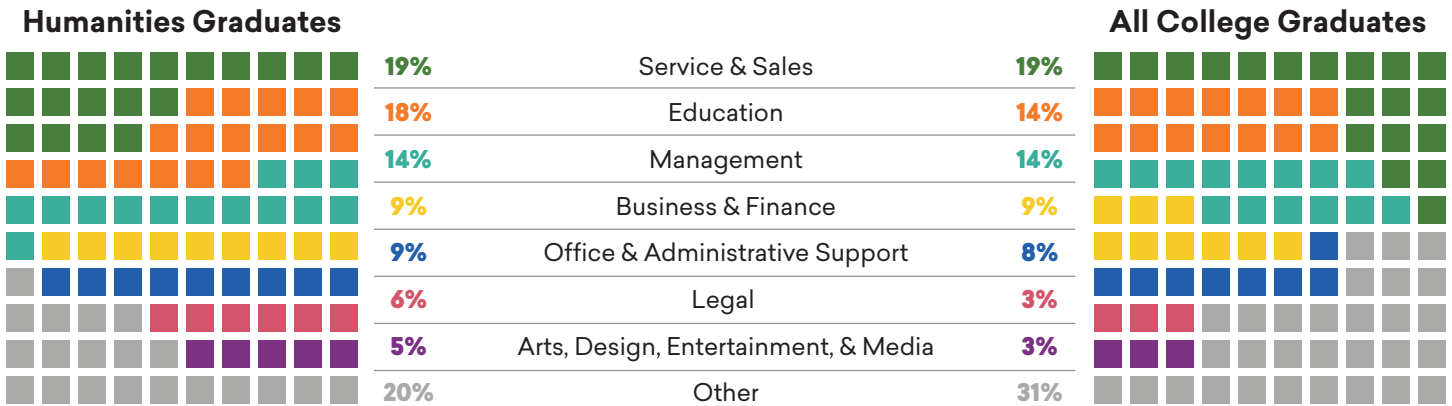 Humanities Graduates All College Graduates
19% Service & Sales 19%
18% Education 14%
14% Management 14%
9% Business & Finance 9%
9% Office & Administrative Support 8%
6% Legal 3%
5% Arts, Design, Entertainment, & Media 3%
20% Other 31%